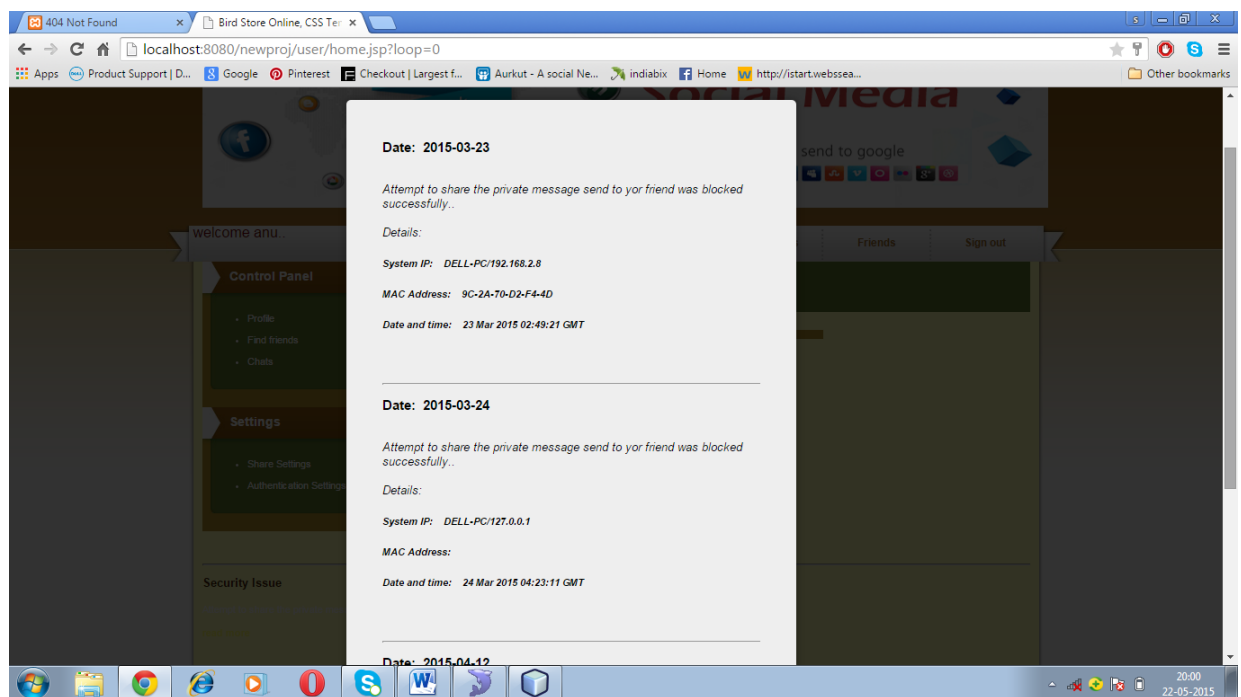 404 Not Found
Bird Store Online, CSS Ter
S
localhost:8080/newproj/user/home.jsp?loop=0
Apps Product Support | D... Google Pinterest Checkout | Largest f... Aurkut - A social Ne... indiabix Home http://istart.webssea... Other bookmarks
Social Media
send to google
welcome anu..
Friends
Sign out
Control Panel
Profile
Find friends
Chats
Settings
Share Settings
Authentication Settings
Security Issue
Date: 2015-03-23
Attempt to share the private message send to yor friend was blocked
successfully..
Details:
System IP: DELL-PC/192.168.2.8
MAC Address: 9C-2A-70-D2-F4-4D
Date and time: 23 Mar 2015 02:49:21 GMT
Date: 2015-03-24
Attempt to share the private message send to yor friend was blocked
successfully..
Details:
System IP: DELL-PC/127.0.0.1
MAC Address:
Date and time: 24 Mar 2015 04:23:11 GMT
Date: 2015-04-12
20:00
22-05-2015